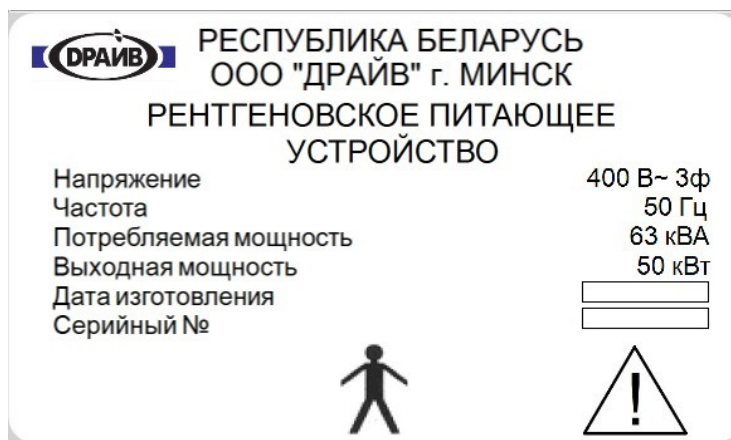 DРАЙВ
РЕСПУБЛИКА БЕЛАРУСЬ
ООО "ДРАЙВ" г. МИНСК
РЕНТГЕНОВСКОЕ ПИТАЮЩЕЕ
УСТРОЙСТВО
Напряжение 400 В~ 3ф
Частота 50 Гц
Потребляемая мощность 63 кВА
Выходная мощность 50 кВт
Дата изготовления
Серийный №
!